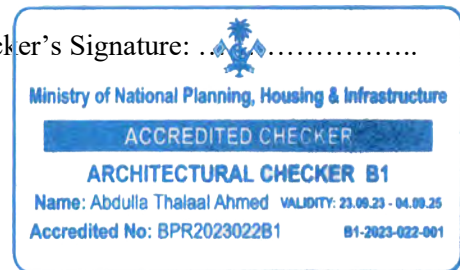 cker’s Signature: …………………..
Ministry of National Planning, Housing & Infrastructure
ACCREDITED CHECKER
ARCHITECTURAL CHECKER B1
Name: Abdulla Thalaal Ahmed VALIDITY: 23.09.23 - 04.09.25
Accredited No: BPR2023022B1 B1-2023-022-001